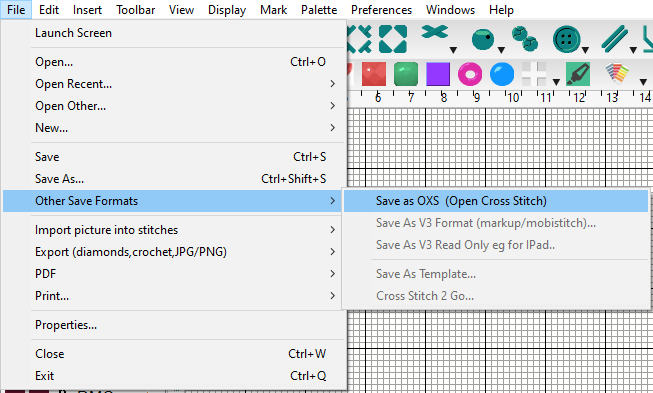 File Edit Insert Toolbar View Display Mark Palette Preferences Windows Help
Launch Screen
Open... Ctrl+O
Open Recent...
Open Other...
New...
Save Ctrl+S
Save As... Ctrl+Shift+S
Other Save Formats
Import picture into stitches
Export (diamonds,crochet,JPG/PNG)
PDF
Print...
Properties...
Close Ctrl+W
Exit Ctrl+Q
Save as OXS (Open Cross Stitch)
Save As V3 Format (markup/mobistitch)...
Save As V3 Read Only eg for IPad..
Save As Template...
Cross Stitch 2 Go...
6 7 8 9 10 11 12 13 14